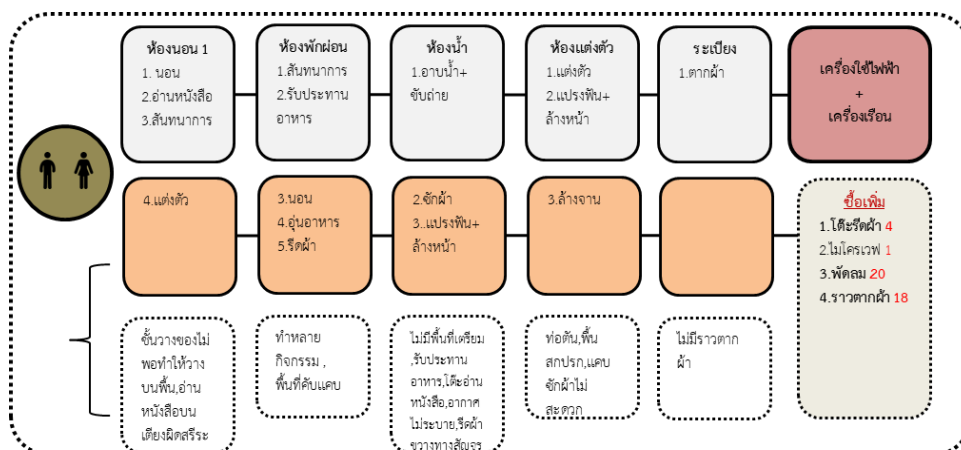 ห้องนอน 1
1. นอน
2.อ่านหนังสือ
3.สันทนาการ
ห้องพักผ่อน
1.สันทนาการ
2.รับประทาน
อาหาร
ห้องน้ำ
1.อาบน้ำ+
ขับถ่าย
ห้องแต่งตัว
1.แต่งตัว
2.แปรงฟัน+
ล้างหน้า
ระเบียง
1.ตากผ้า
เครื่องใช้ไฟฟ้า
+
เครื่องเรือน
4.แต่งตัว
3.นอน
4.อุ่นอาหาร
5.รีดผ้า
2.ซักผ้า
3..แปรงฟัน+
ล้างหน้า
3.ล้างจาน
ซื้อเพิ่ม
1.โต๊ะรีดผ้า 4
2.ไมโครเวฟ 1
3.พัดลม 20
4.ราวตากผ้า 18
ชั้นวางของไม่
พอทำให้วาง
บนพื้น,อ่าน
หนังสือบน
เตียงผิดสรีระ
ทำหลาย
กิจกรรม ,
พื้นที่คับแคบ
ไม่มีพื้นที่เตรียม
,รับประทาน
อาหาร,โต๊ะอ่าน
หนังสือ,อากาศ
ไม่ระบาย,รีดผ้า
ขวางทางสัญจร
ท่อตัน,พื้น
สกปรก,แคบ
ซักผ้าไม่
สะดวก
ไม่มีราวตาก
ผ้า